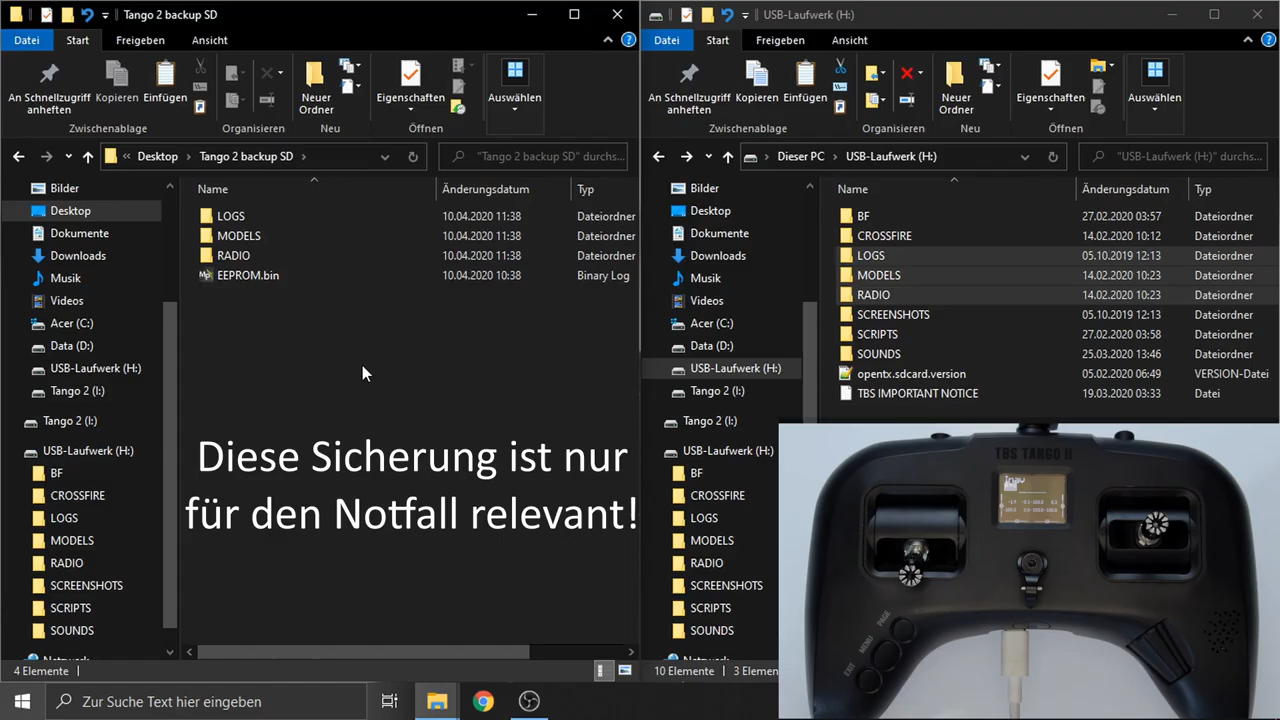 Tango 2 backup SD
Datei Start Freigeben Ansicht
An Schnellzugriff anheften
Kopieren
Einfügen
Neuer Ordner
Eigenschaften
Auswählen
Zwischenablage Organisieren Neu Öffnen
Desktop Tango 2 backup SD
"Tango 2 backup SD" durchs...
Name Änderungsdatum Typ
LOGS 10.04.2020 11:38 Dateiordner
MODELS 10.04.2020 11:38 Dateiordner
RADIO 10.04.2020 11:38 Dateiordner
EEPROM.bin 10.04.2020 10:38 Binary Log
Bilder
Desktop
Dokumente
Downloads
Musik
Videos
Acer (C:)
Data (D:)
USB-Laufwerk (H:)
Tango 2 (I:)
Tango 2 (I:)
USB-Laufwerk (H:)
BF
CROSSFIRE
LOGS
MODELS
RADIO
SCREENSHOTS
SCRIPTS
SOUNDS
Diese Sicherung ist nur
für den Notfall relevant!
4 Elemente
USB-Laufwerk (H:)
Datei Start Freigeben Ansicht
An Schnellzugriff anheften
Kopieren
Einfügen
Neuer Ordner
Eigenschaften
Auswählen
Zwischenablage Organisieren Neu Öffnen
Dieser PC USB-Laufwerk (H:)
"USB-Laufwerk (H:)" durchs...
Name Änderungsdatum Typ
BF 27.02.2020 03:57 Dateiordner
CROSSFIRE 14.02.2020 10:12 Dateiordner
LOGS 05.10.2019 12:13 Dateiordner
MODELS 14.02.2020 10:23 Dateiordner
RADIO 14.02.2020 10:23 Dateiordner
SCREENSHOTS 05.10.2019 12:13 Dateiordner
SCRIPTS 27.02.2020 03:58 Dateiordner
SOUNDS 25.03.2020 13:46 Dateiordner
opentx.sdcard.version 05.02.2020 06:49 VERSION-Datei
TBS IMPORTANT NOTICE 19.03.2020 03:33 Datei
Bilder
Desktop
Dokumente
Downloads
Musik
Videos
Acer (C:)
Data (D:)
USB-Laufwerk (H:)
Tango 2 (I:)
Tango 2 (I:)
USB-Laufwerk (H:)
BF
CROSSFIRE
LOGS
MODELS
RADIO
SCREENSHOTS
SCRIPTS
SOUNDS
10 Elemente
TBS TANGO II
Inav
PAGE
MENU
EXIT
Zur Suche Text hier eingeben